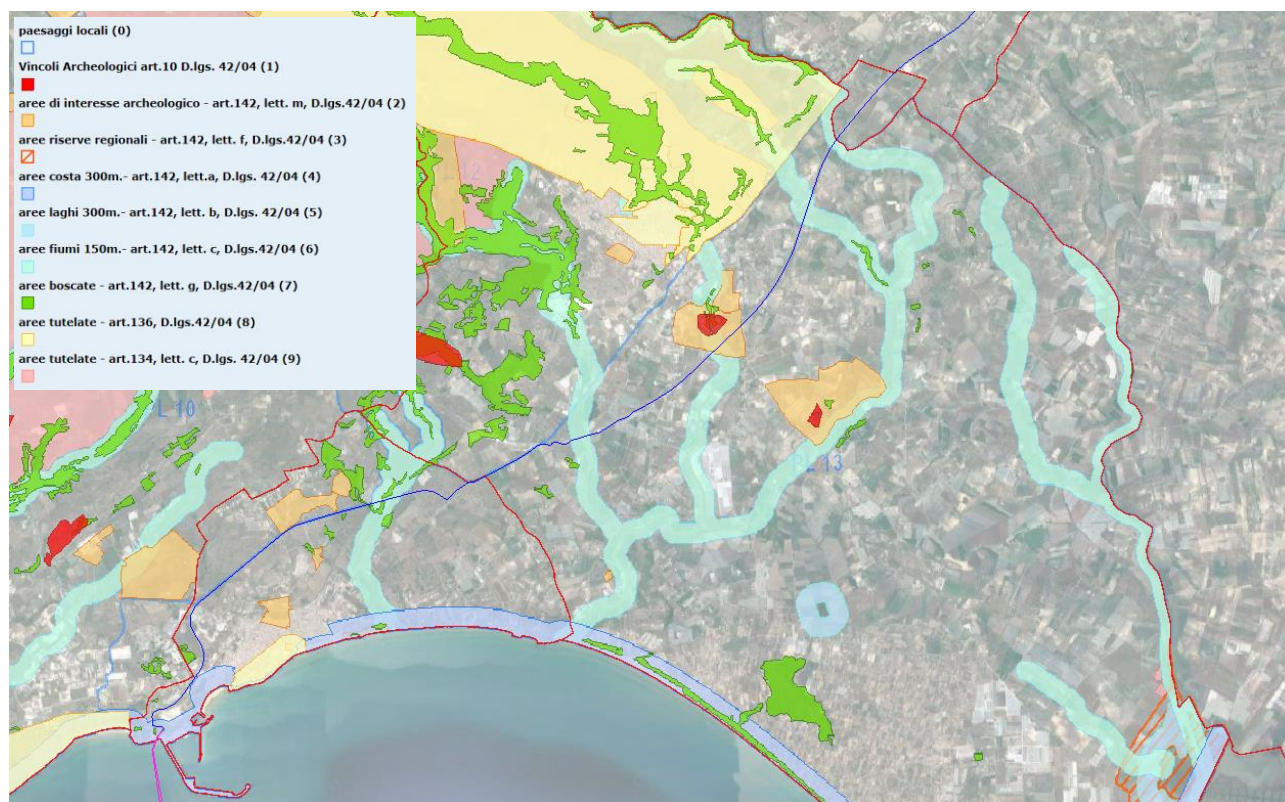 paesaggi locali (0)
Vincoli Archeologici art.10 D.lgs. 42/04 (1)
aree di interesse archeologico - art.142, lett. m, D.lgs.42/04 (2)
aree riserve regionali - art.142, lett. f, D.lgs.42/04 (3)
aree costa 300m.- art.142, lett.a, D.lgs. 42/04 (4)
aree laghi 300m.- art.142, lett. b, D.lgs. 42/04 (5)
aree fiumi 150m.- art.142, lett. c, D.lgs.42/04 (6)
aree boscate - art.142, lett. g, D.lgs.42/04 (7)
aree tutelate - art.136, D.lgs.42/04 (8)
aree tutelate - art.134, lett. c, D.lgs. 42/04 (9)
12
L 10
PL 13